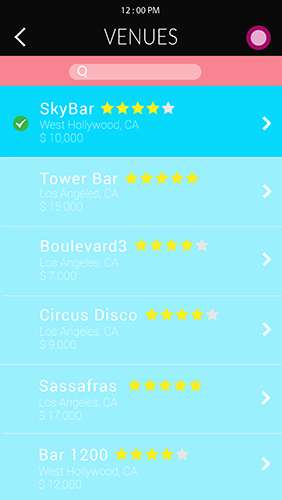 12:00 PM
VENUES
SkyBar
West Hollywood, CA
$ 10,000
Tower Bar
Los Angeles, CA
$ 15,000
Boulevard3
Los Angeles, CA
$ 7,000
Circus Disco
Los Angeles, CA
$ 9,000
Sassafras
Los Angeles, CA
$ 17,000
Bar 1200
West Hollywood, CA
$ 12,000